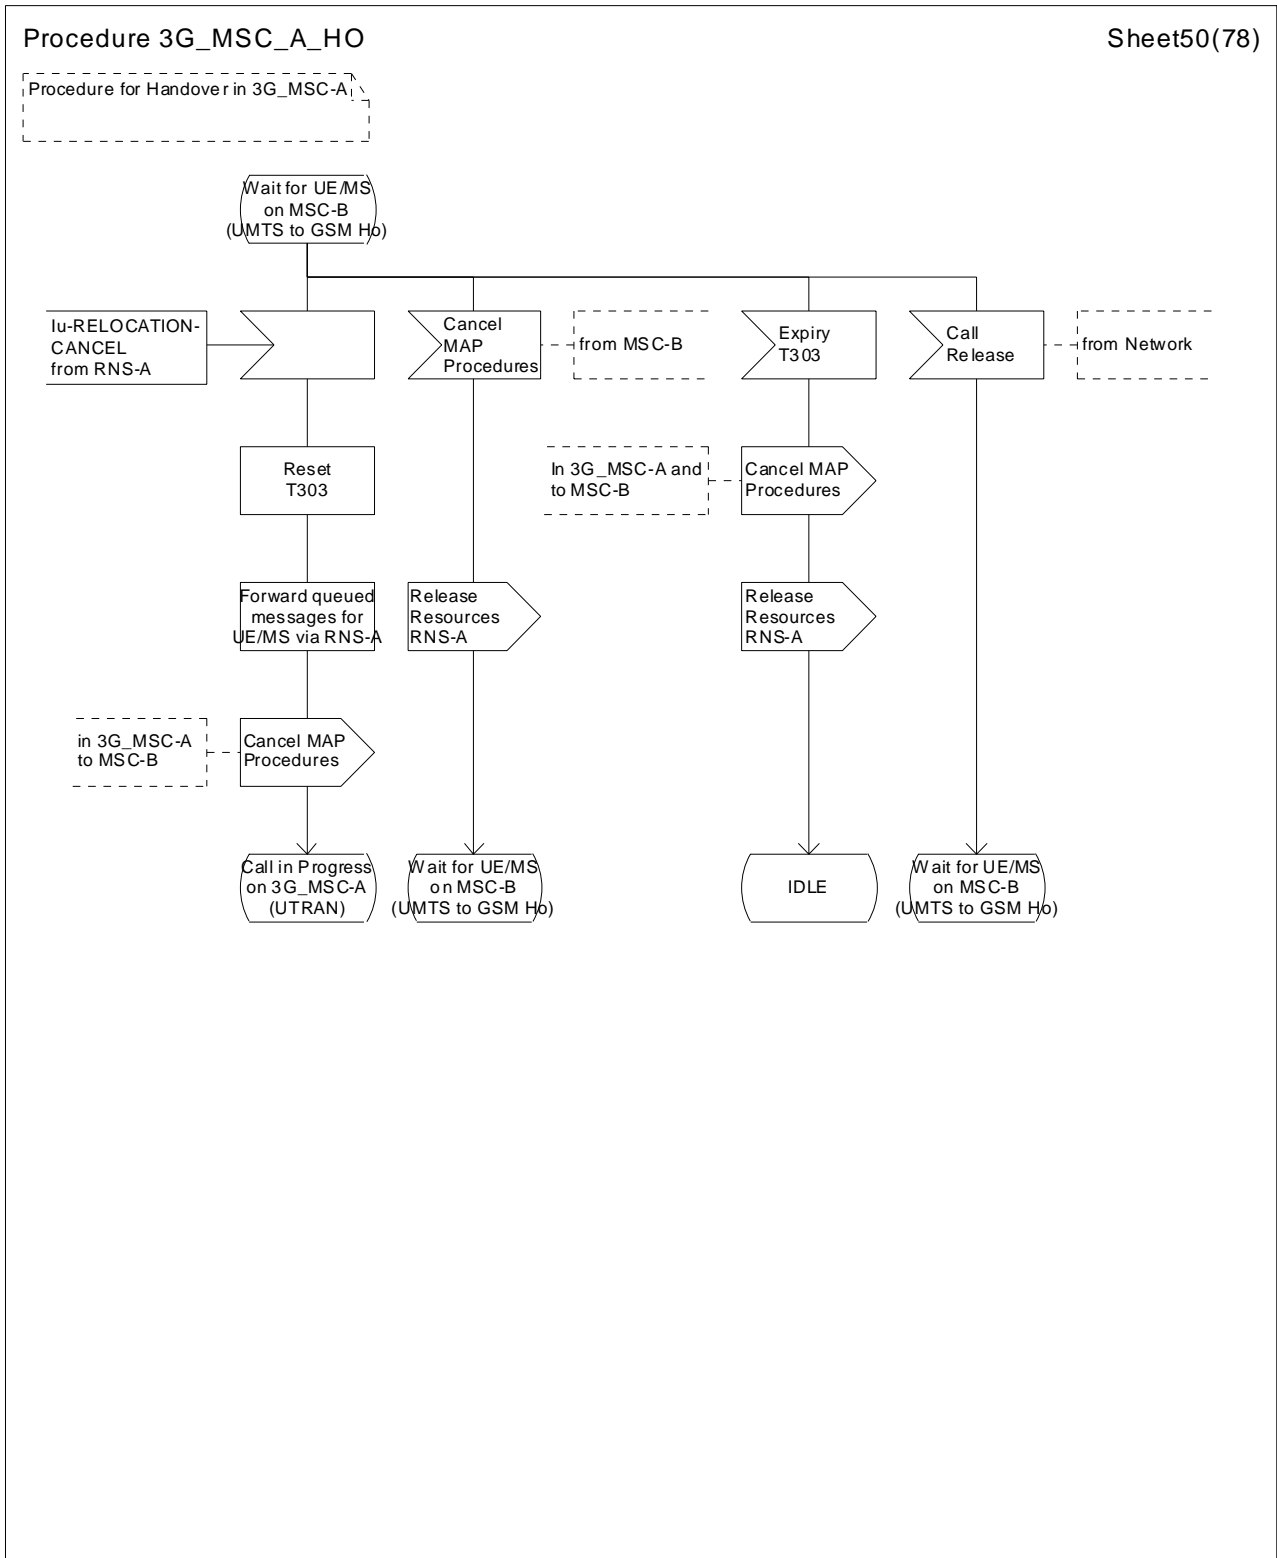 Procedure 3G_MSC_A_HO
Sheet50(78)
Procedure for Handover in 3G_MSC-A
Wait for UE/MS
on MSC-B
(UMTS to GSM Ho)
Iu-RELOCATION-
CANCEL
from RNS-A
Cancel
MAP
Procedures
from MSC-B
Expiry
T303
Call
Release
from Network
Reset
T303
In 3G_MSC-A and
to MSC-B
Cancel MAP
Procedures
Forward queued
messages for
UE/MS via RNS-A
Release
Resources
RNS-A
Release
Resources
RNS-A
in 3G_MSC-A
to MSC-B
Cancel MAP
Procedures
Call in Progress
on 3G_MSC-A
(UTRAN)
Wait for UE/MS
on MSC-B
(UMTS to GSM Ho)
IDLE
Wait for UE/MS
on MSC-B
(UMTS to GSM Ho)